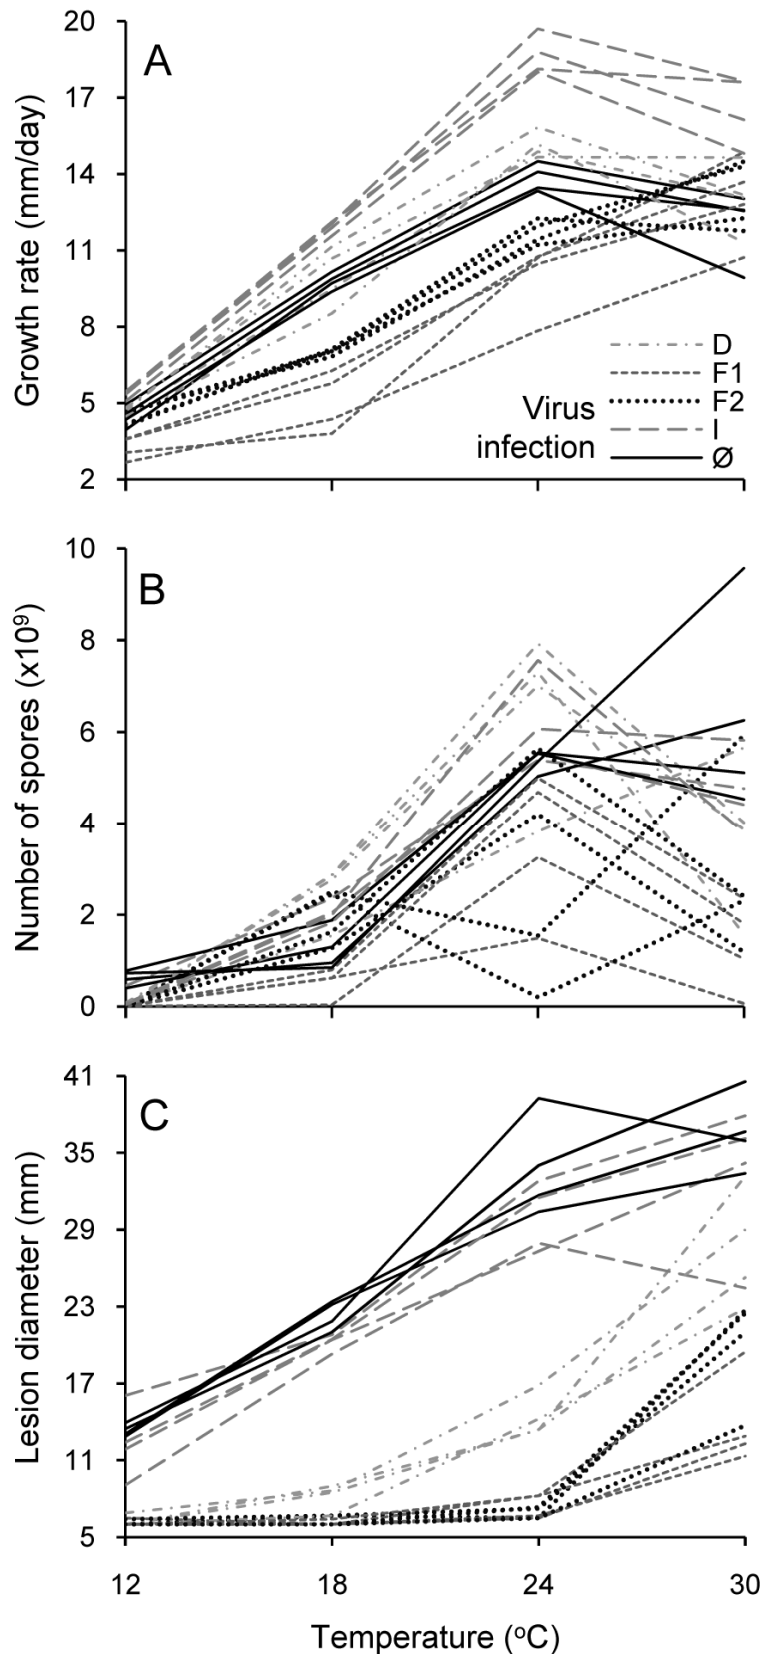 A
Growth rate (mm/day)
20
17
14
11
8
5
2
Virus
infection
D
F1
F2
I
Ø
B
Number of spores (x10⁹)
10
8
6
4
2
0
C
Lesion diameter (mm)
41
35
29
23
17
11
5
12 18 24 30
Temperature (ºC)